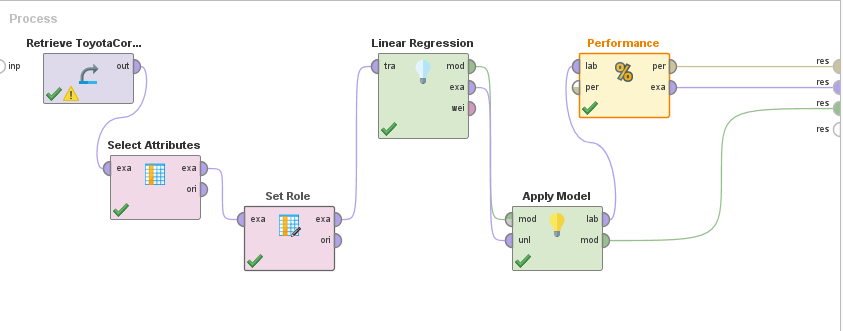 Process
Retrieve ToyotaCor...
inp
out
Select Attributes
exa exa
ori
Set Role
exa exa
ori
Linear Regression
tra mod
exa
wei
Apply Model
mod lab
unl mod
Performance
lab per
per exa
%
res
res
res
res